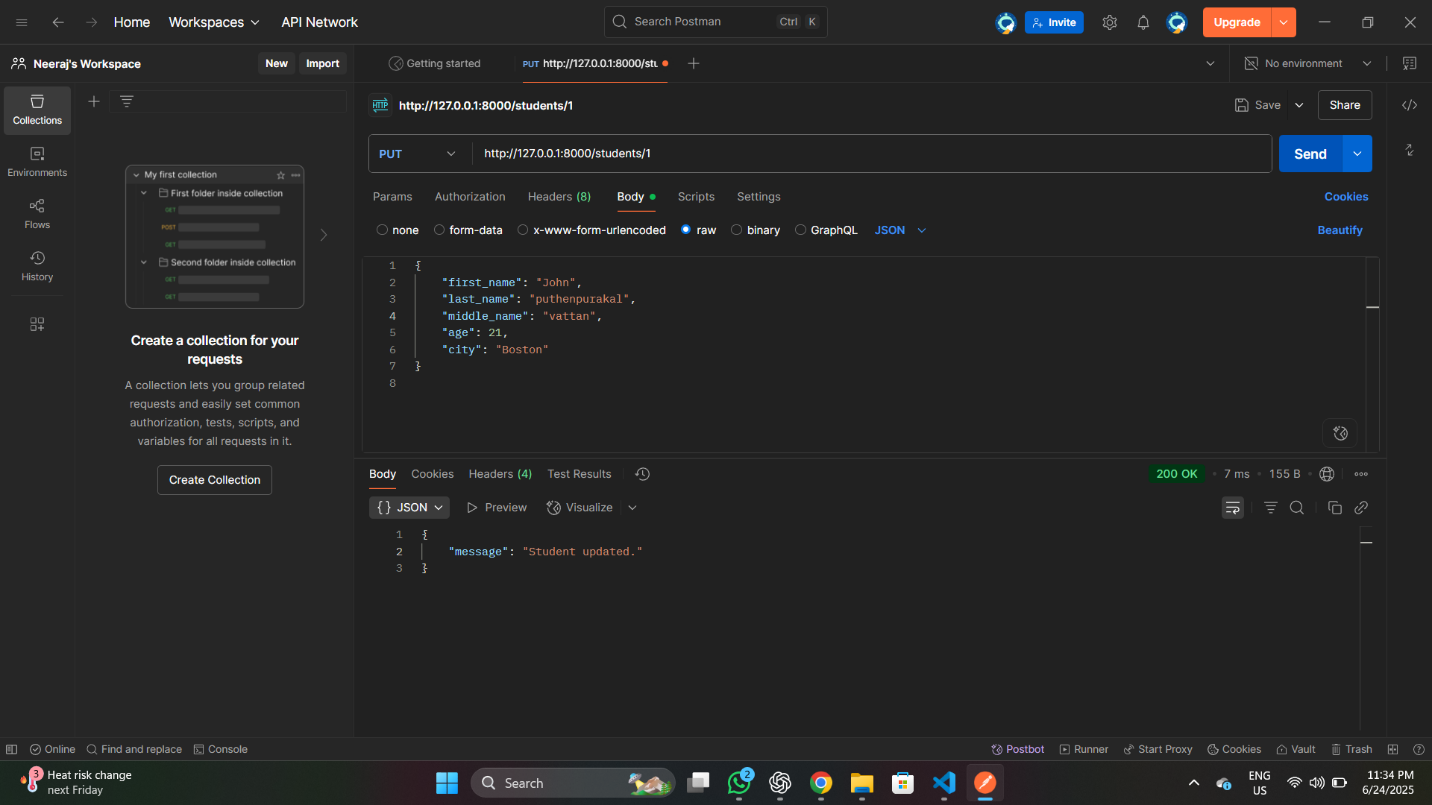 Home Workspaces API Network Search Postman Ctrl K Invite Upgrade
Neeraj's Workspace New Import Getting started PUT http://127.0.0.1:8000/stu No environment
Collections
Environments
Flows
History
My first collection
First folder inside collection
GET
POST
GET
Second folder inside collection
GET
GET
Create a collection for your
requests
A collection lets you group related
requests and easily set common
authorization, tests, scripts, and
variables for all requests in it.
Create Collection
HTTP http://127.0.0.1:8000/students/1 Save Share
PUT http://127.0.0.1:8000/students/1 Send
Params Authorization Headers (8) Body Scripts Settings Cookies
none form-data x-www-form-urlencoded raw binary GraphQL JSON Beautify
1 {
2 "first_name": "John",
3 "last_name": "puthenpurakal",
4 "middle_name": "vattan",
5 "age": 21,
6 "city": "Boston"
7 }
8
Body Cookies Headers (4) Test Results 200 OK • 7 ms • 155 B
{} JSON Preview Visualize
1 {
2 "message": "Student updated."
3 }
Online Find and replace Console Postbot Runner Start Proxy Cookies Vault Trash
3 Heat risk change
next Friday
Search
2
ENG
US
11:34 PM
6/24/2025